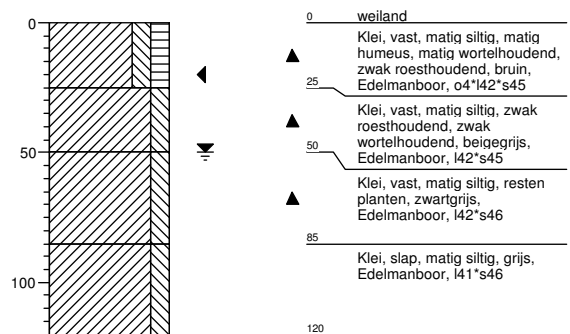 0
50
100
0
weiland
Klei, vast, matig siltig, matig
humeus, matig wortelhoudend,
zwak roesthoudend, bruin,
Edelmanboor, o4*l42*s45
25
Klei, vast, matig siltig, zwak
roesthoudend, zwak
wortelhoudend, beigegrijs,
Edelmanboor, l42*s45
50
Klei, vast, matig siltig, resten
planten, zwartgrijs,
Edelmanboor, l42*s46
85
Klei, slap, matig siltig, grijs,
Edelmanboor, l41*s46
120